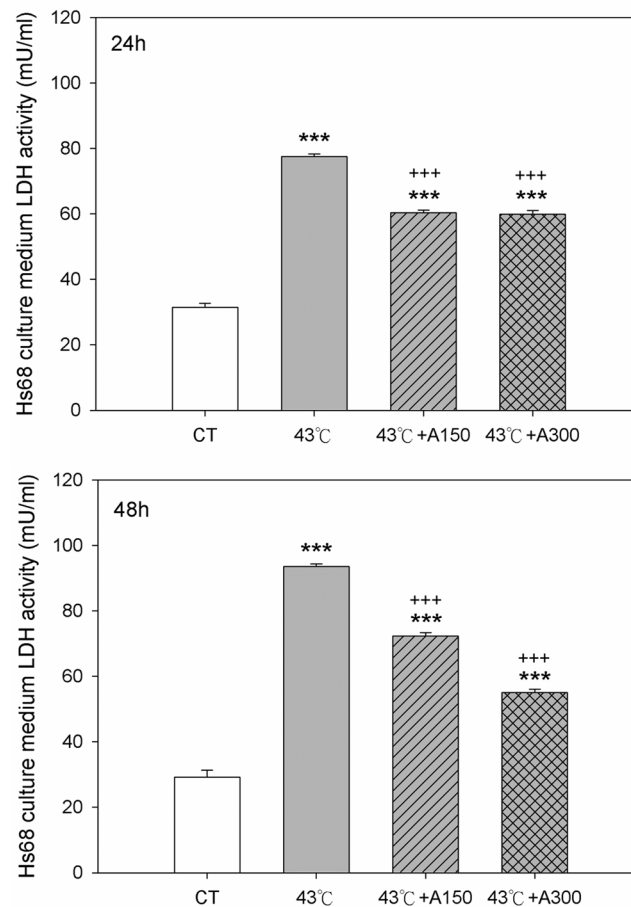 Hs68 culture medium LDH activity (mU/ml)
120
24h
100
80
60
40
20
0
***
+++
***
+++
***
CT
43℃
43℃+A150
43℃+A300
Hs68 culture medium LDH activity (mU/ml)
120
48h
100
80
60
40
20
0
***
+++
***
+++
***
CT
43℃
43℃+A150
43℃+A300